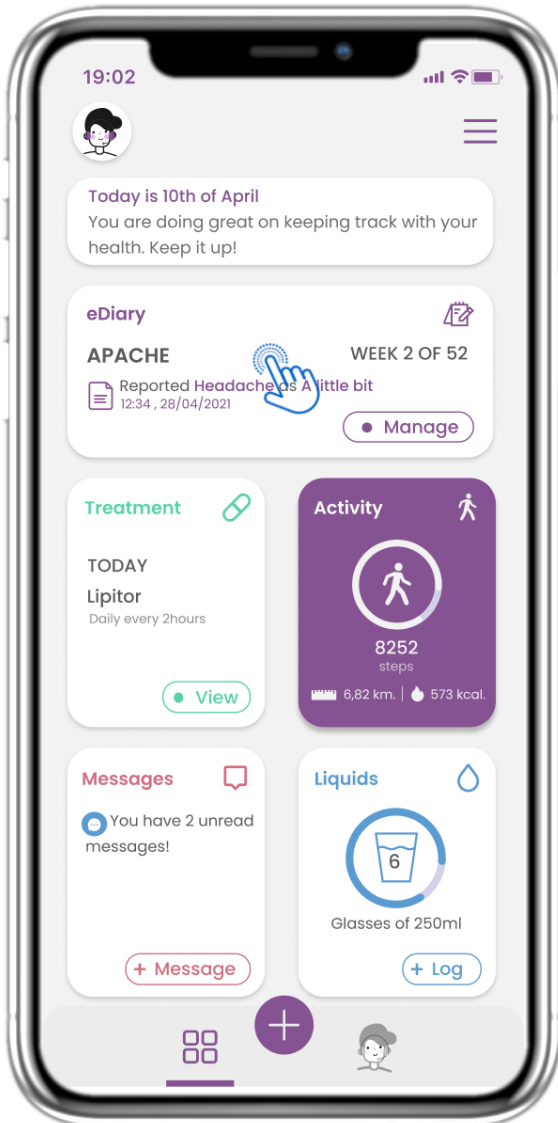 19:02
Today is 10th of April
You are doing great on keeping track with your
health. Keep it up!
eDiary
APACHE
WEEK 2 OF 52
Reported Headache as A little bit
12:34 , 28/04/2021
Manage
Treatment
TODAY
Lipitor
Daily every 2hours
View
Activity
8252
steps
6,82 km. | 573 kcal.
Messages
You have 2 unread
messages!
+ Message
Liquids
6
Glasses of 250ml
+ Log